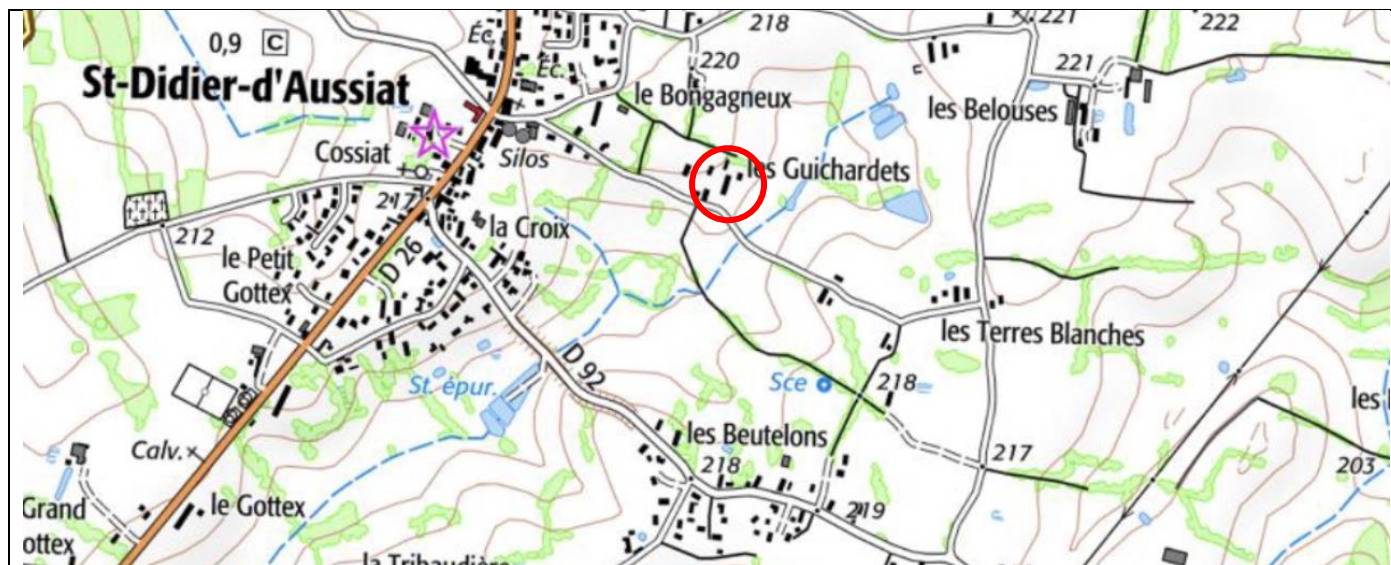 218
221
222
0,9 C
Éc.
St-Didier-d'Aussiat
Éc.
220
221
le Bongagneux
les Belouses
Cossiat
Silos
les Guichardets
217
212
la Croix
le Petit
Gottex
D 26
les Terres Blanches
D 92
St. épur.
Sce
218
les
Calv.
les Beutelons
217
218
203
Grand
ottex
le Gottex
219
la Tribaudière